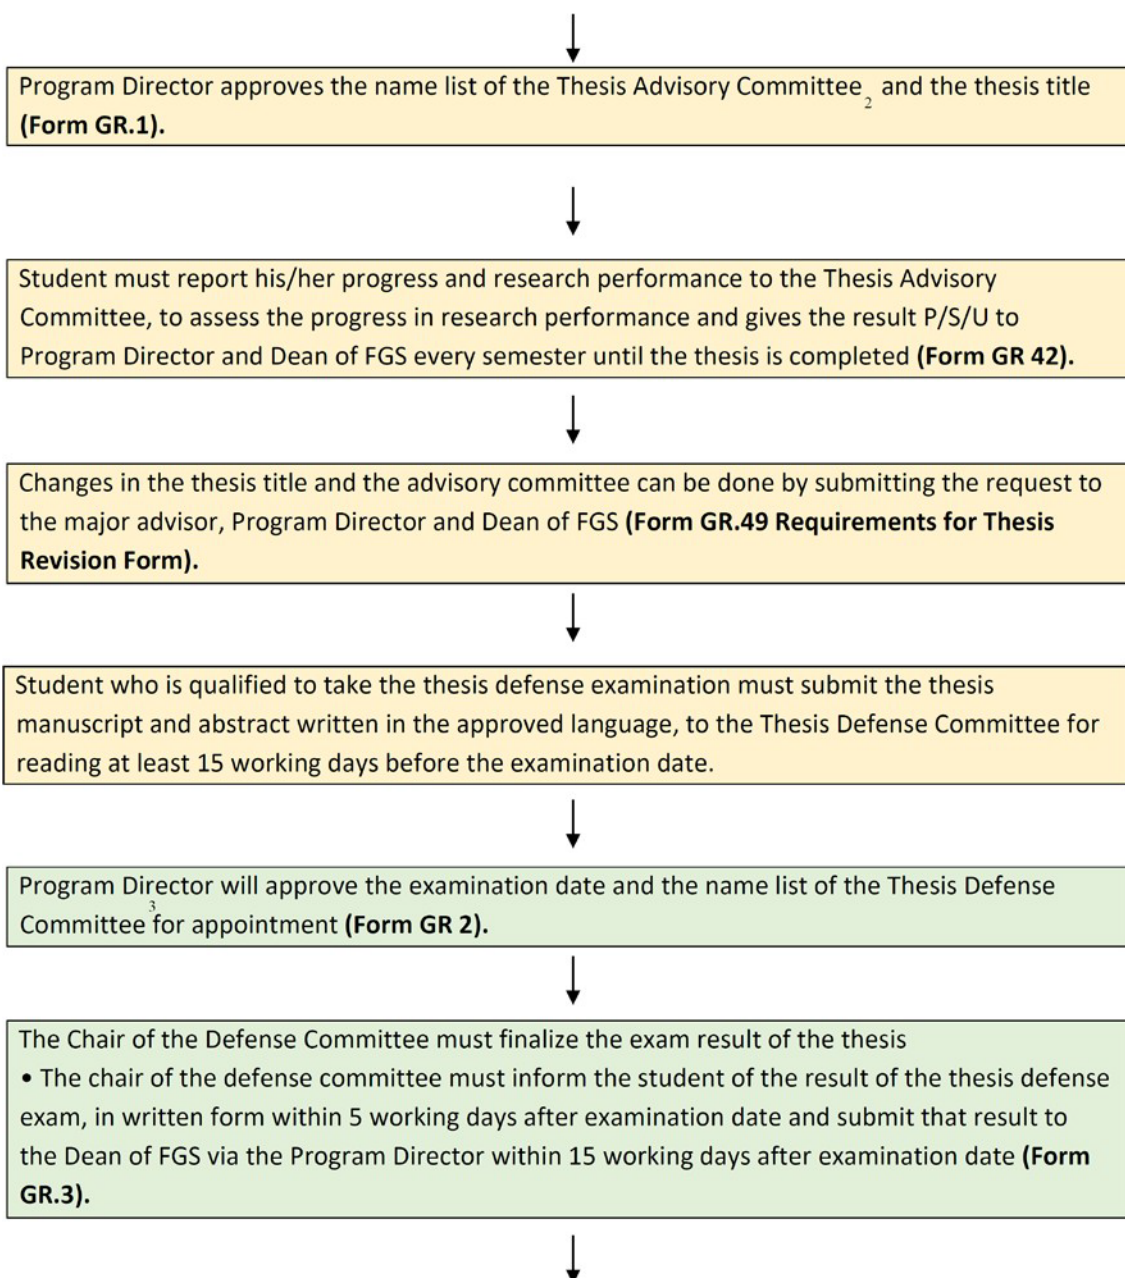 Program Director approves the name list of the Thesis Advisory Committee2 and the thesis title
(Form GR.1).
Student must report his/her progress and research performance to the Thesis Advisory
Committee, to assess the progress in research performance and gives the result P/S/U to
Program Director and Dean of FGS every semester until the thesis is completed (Form GR 42).
Changes in the thesis title and the advisory committee can be done by submitting the request to
the major advisor, Program Director and Dean of FGS (Form GR.49 Requirements for Thesis
Revision Form).
Student who is qualified to take the thesis defense examination must submit the thesis
manuscript and abstract written in the approved language, to the Thesis Defense Committee for
reading at least 15 working days before the examination date.
Program Director will approve the examination date and the name list of the Thesis Defense
Committee3 for appointment (Form GR 2).
The Chair of the Defense Committee must finalize the exam result of the thesis
• The chair of the defense committee must inform the student of the result of the thesis defense
exam, in written form within 5 working days after examination date and submit that result to
the Dean of FGS via the Program Director within 15 working days after examination date (Form
GR.3).